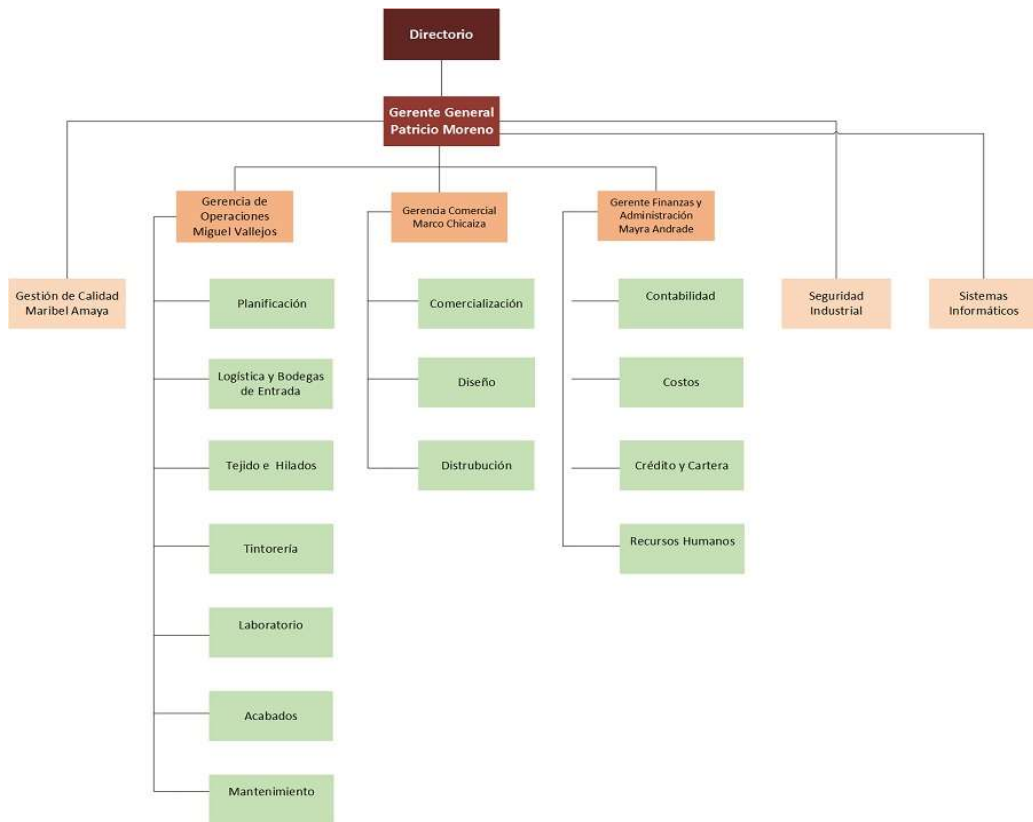 Directorio
Gerente General
Patricio Moreno
Gerencia de
Operaciones
Miguel Vallejos
Gerencia Comercial
Marco Chicaiza
Gerente Finanzas y
Administración
Mayra Andrade
Gestión de Calidad
Maribel Amaya
Planificación
Comercialización
Contabilidad
Seguridad
Industrial
Sistemas
Informáticos
Logística y Bodegas
de Entrada
Diseño
Costos
Tejido e Hilados
Distrubución
Crédito y Cartera
Tintorería
Recursos Humanos
Laboratorio
Acabados
Mantenimiento